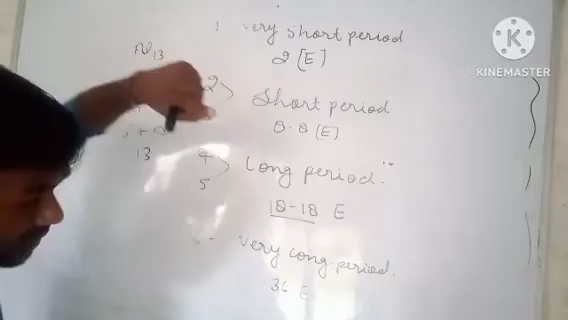 1 very short period
2 [E]
Al13
2 > Short period
8-8 [E]
13
4 > Long period
5
18-18 E
very long period.
36 E
KINEMASTER